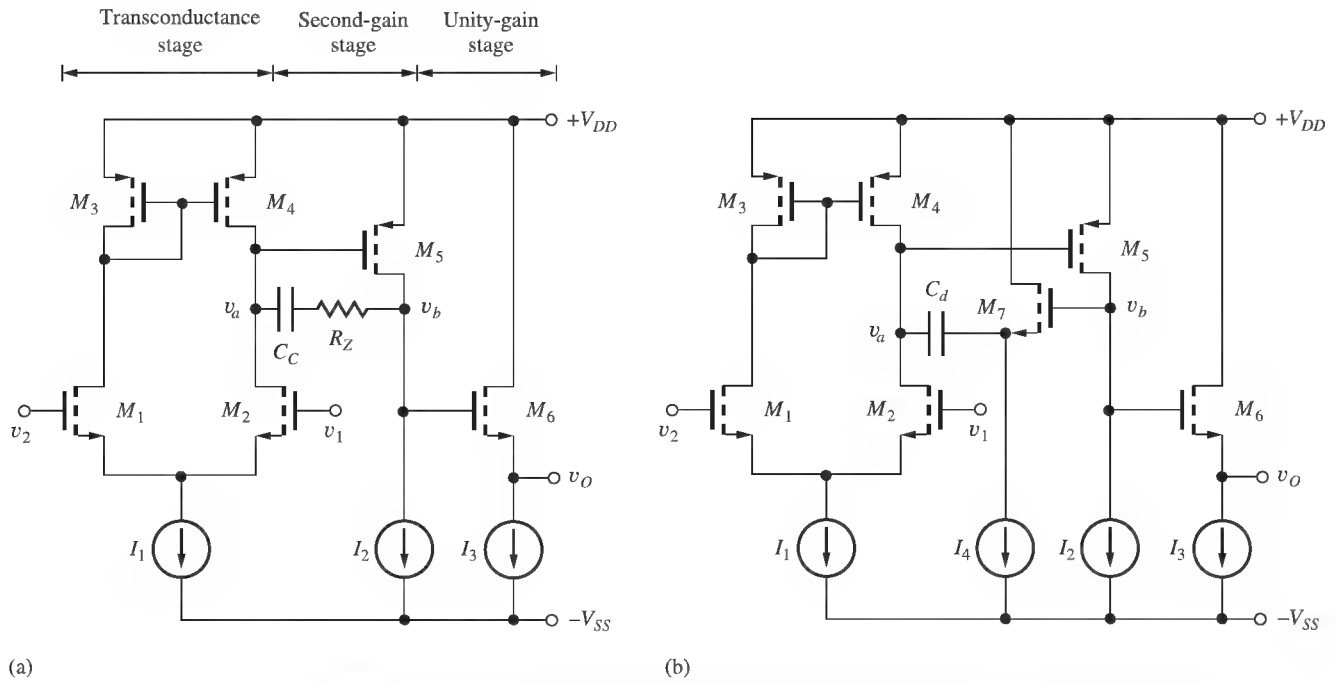 Transconductance stage
Second-gain stage
Unity-gain stage
+V_DD
M_3
M_4
M_5
v_a
C_C
R_Z
v_b
v_2
M_1
M_2
v_1
M_6
v_O
I_1
I_2
I_3
−V_SS
(a)
+V_DD
M_3
M_4
M_5
C_d
M_7
v_a
v_b
v_2
M_1
M_2
v_1
M_6
v_O
I_1
I_4
I_2
I_3
−V_SS
(b)